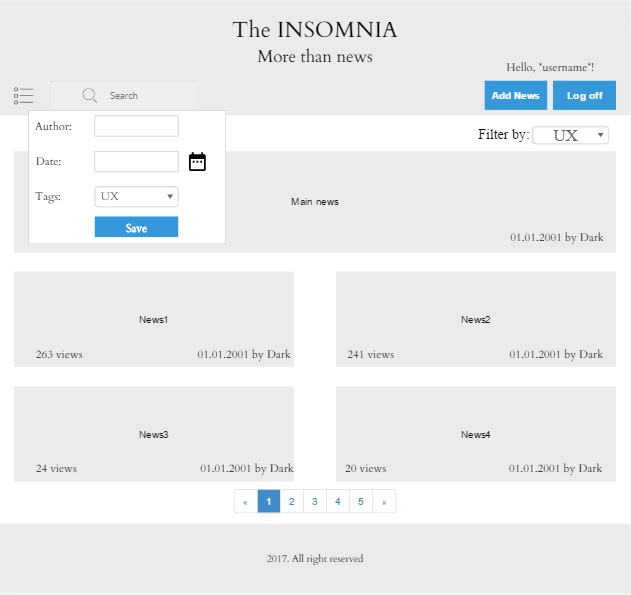 The INSOMNIA
More than news
Hello, "username"!
Search
Add News
Log off
Author:
Filter by: UX
Date:
Tags: UX
Save
Main news
01.01.2001 by Dark
News1
263 views 01.01.2001 by Dark
News2
241 views 01.01.2001 by Dark
News3
24 views 01.01.2001 by Dark
News4
20 views 01.01.2001 by Dark
« 1 2 3 4 5 »
2017. All right reserved